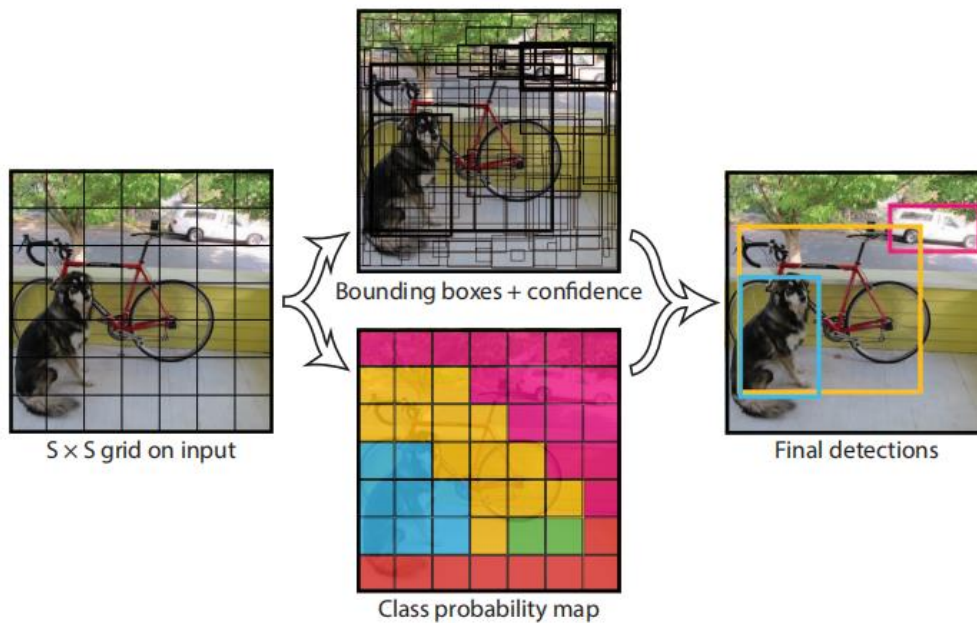 Bounding boxes + confidence
S × S grid on input
Final detections
Class probability map